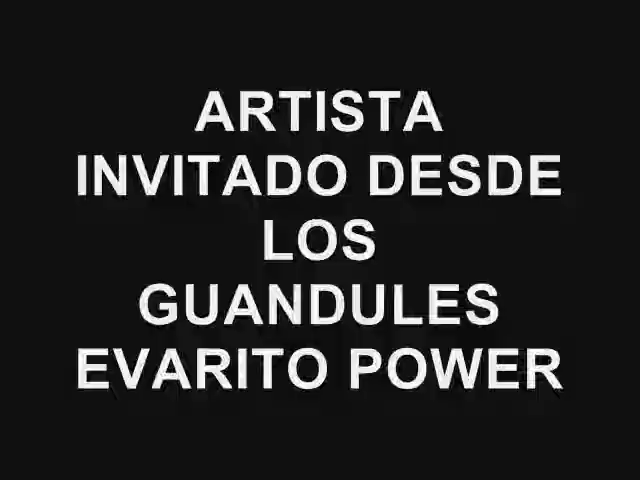 ARTISTA
INVITADO DESDE
LOS
GUANDULES
EVARITO POWER